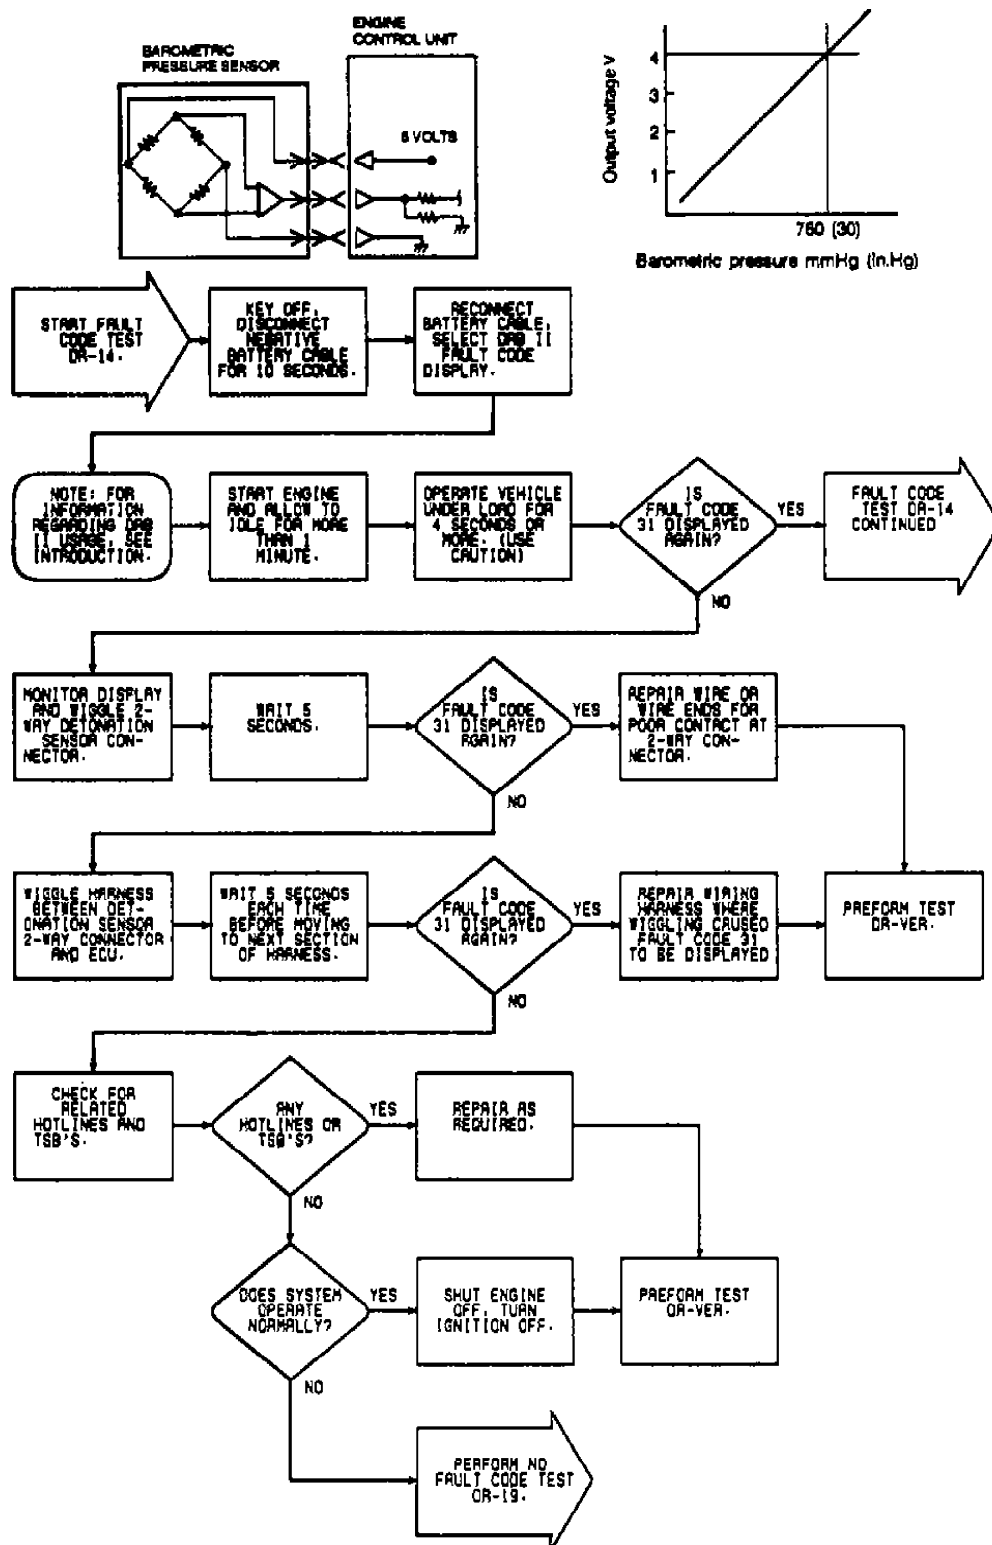 ENGINE
CONTROL UNIT
BAROMETRIC
PRESSURE SENSOR
5 VOLTS
Output voltage V
4
3
2
1
760 (30)
Barometric pressure mmHg (in.Hg)
START FAULT
CODE TEST
DR-14.
KEY OFF,
DISCONNECT
NEGATIVE
BATTERY CABLE
FOR 10 SECONDS.
RECONNECT
BATTERY CABLE,
SELECT DRB II
FAULT CODE
DISPLAY.
NOTE: FOR
INFORMATION
REGARDING DRB
II USAGE, SEE
INTRODUCTION.
START ENGINE
AND ALLOW TO
IDLE FOR MORE
THAN 1
MINUTE.
OPERATE VEHICLE
UNDER LOAD FOR
4 SECONDS OR
MORE. (USE
CAUTION)
IS
FAULT CODE
31 DISPLAYED
AGAIN?
YES
FAULT CODE
TEST DR-14
CONTINUED
NO
MONITOR DISPLAY
AND WIGGLE 2-
WAY DETONATION
SENSOR CON-
NECTOR.
WAIT 5
SECONDS.
IS
FAULT CODE
31 DISPLAYED
AGAIN?
YES
REPAIR WIRE OR
WIRE ENDS FOR
POOR CONTACT AT
2-WAY CON-
NECTOR.
NO
WIGGLE HARNESS
BETWEEN DET-
ONATION SENSOR
2-WAY CONNECTOR
AND ECU.
WAIT 5 SECONDS
EACH TIME
BEFORE MOVING
TO NEXT SECTION
OF HARNESS.
IS
FAULT CODE
31 DISPLAYED
AGAIN?
YES
REPAIR WIRING
HARNESS WHERE
WIGGLING CAUSED
FAULT CODE 31
TO BE DISPLAYED
PREFORM TEST
DR-VER.
NO
CHECK FOR
RELATED
HOTLINES AND
TSB'S.
ANY
HOTLINES OR
TSB'S?
YES
REPAIR AS
REQUIRED.
NO
DOES SYSTEM
OPERATE
NORMALLY?
YES
SHUT ENGINE
OFF, TURN
IGNITION OFF.
PREFORM TEST
DR-VER.
NO
PERFORM NO
FAULT CODE TEST
DR-19.